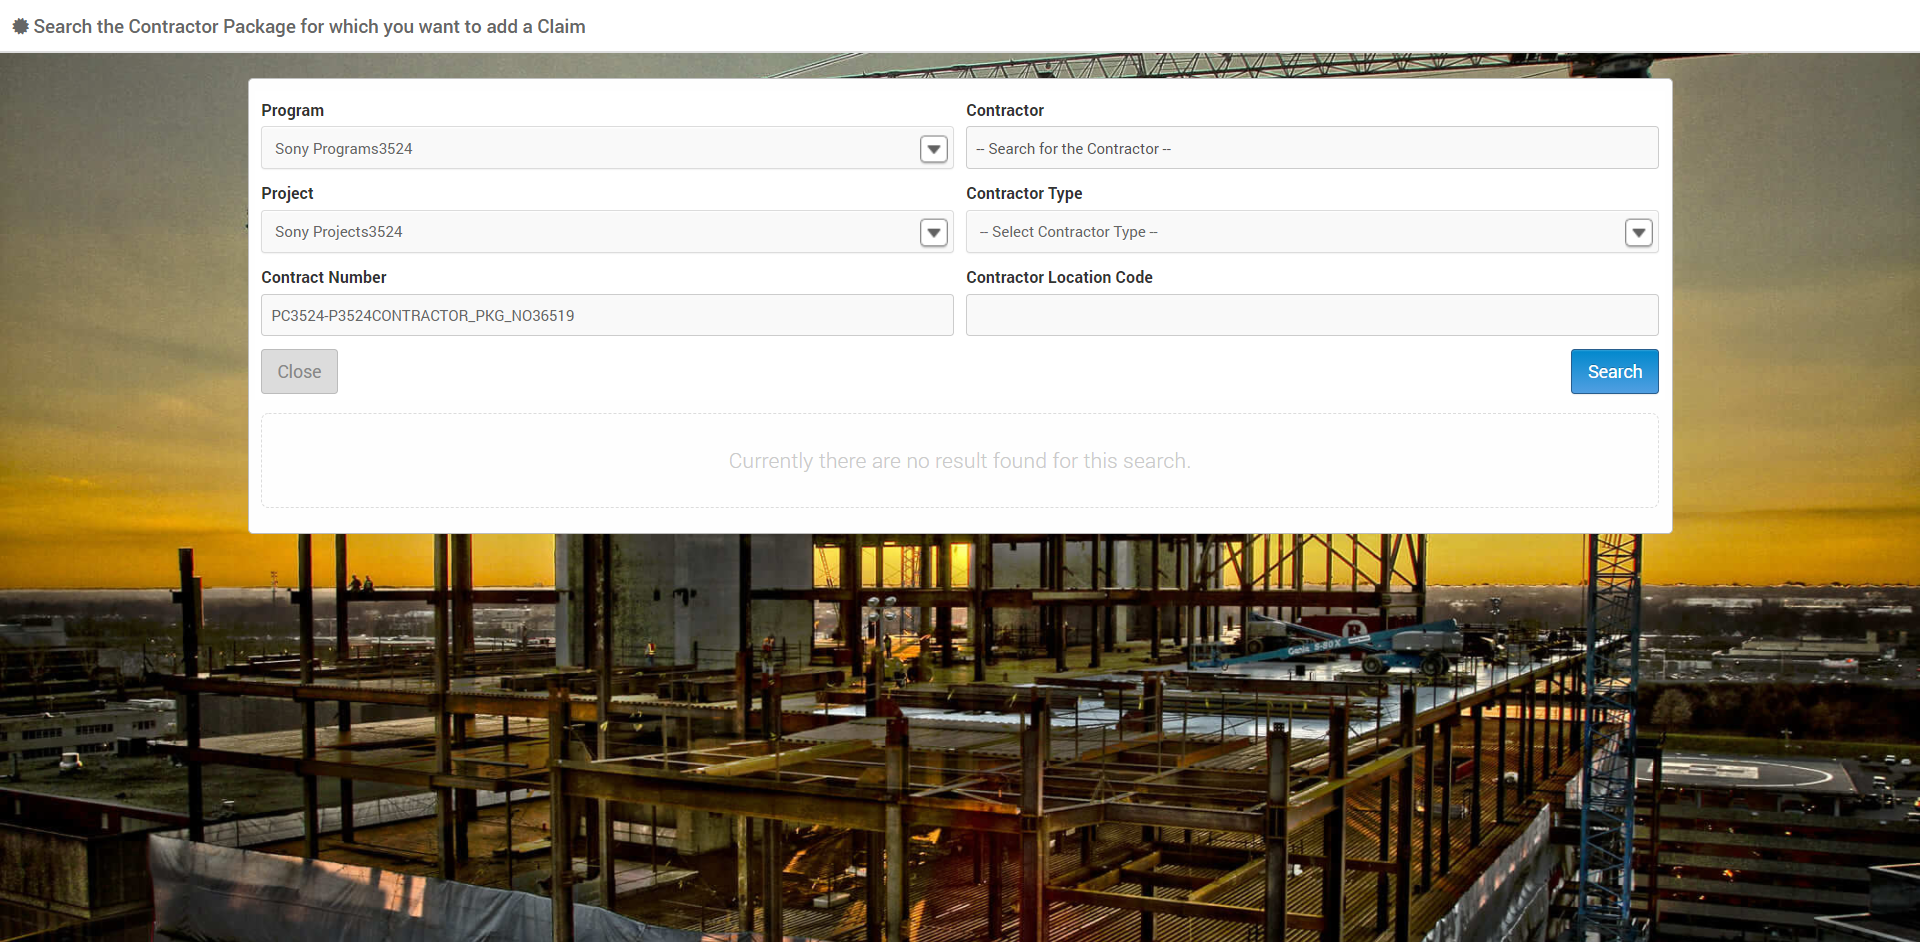 Search the Contractor Package for which you want to add a Claim
Program
Sony Programs3524
Contractor
-- Search for the Contractor --
Project
Sony Projects3524
Contractor Type
-- Select Contractor Type --
Contract Number
PC3524-P3524CONTRACTOR_PKG_NO36519
Contractor Location Code
Close
Search
Currently there are no result found for this search.
Genie S-80X
R